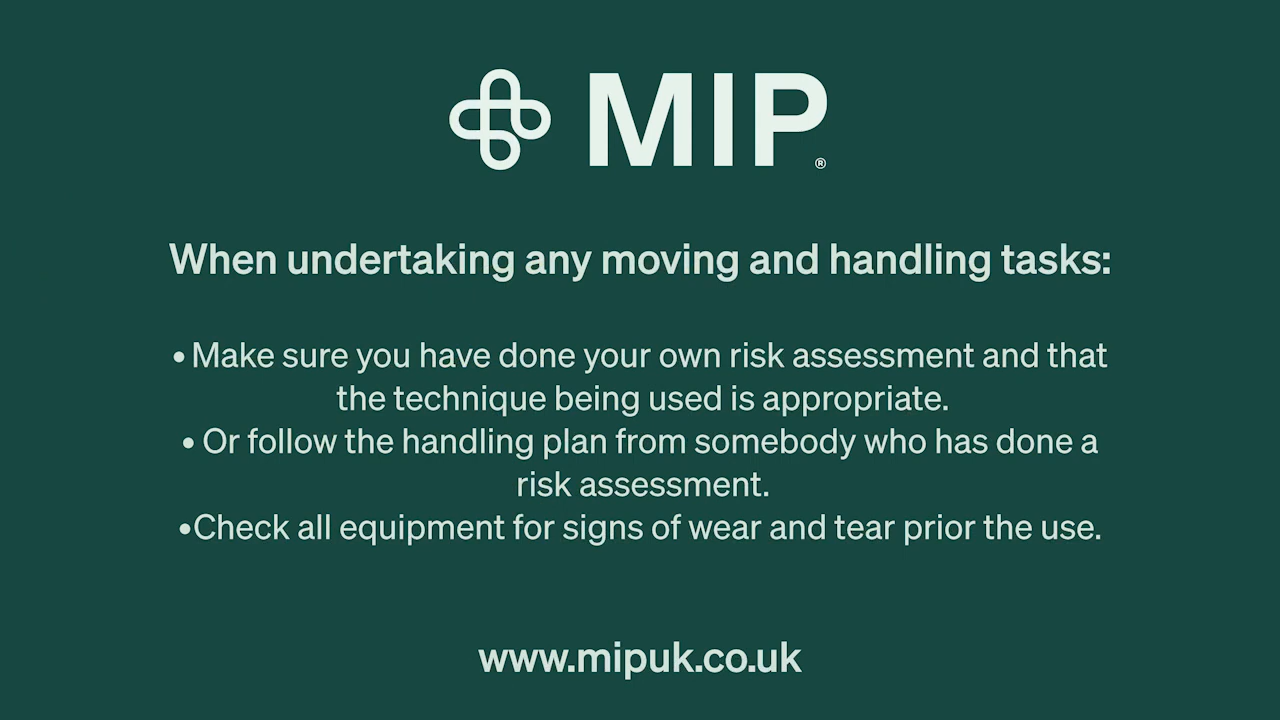 MIP®
When undertaking any moving and handling tasks:
• Make sure you have done your own risk assessment and that
the technique being used is appropriate.
• Or follow the handling plan from somebody who has done a
risk assessment.
•Check all equipment for signs of wear and tear prior the use.
www.mipuk.co.uk